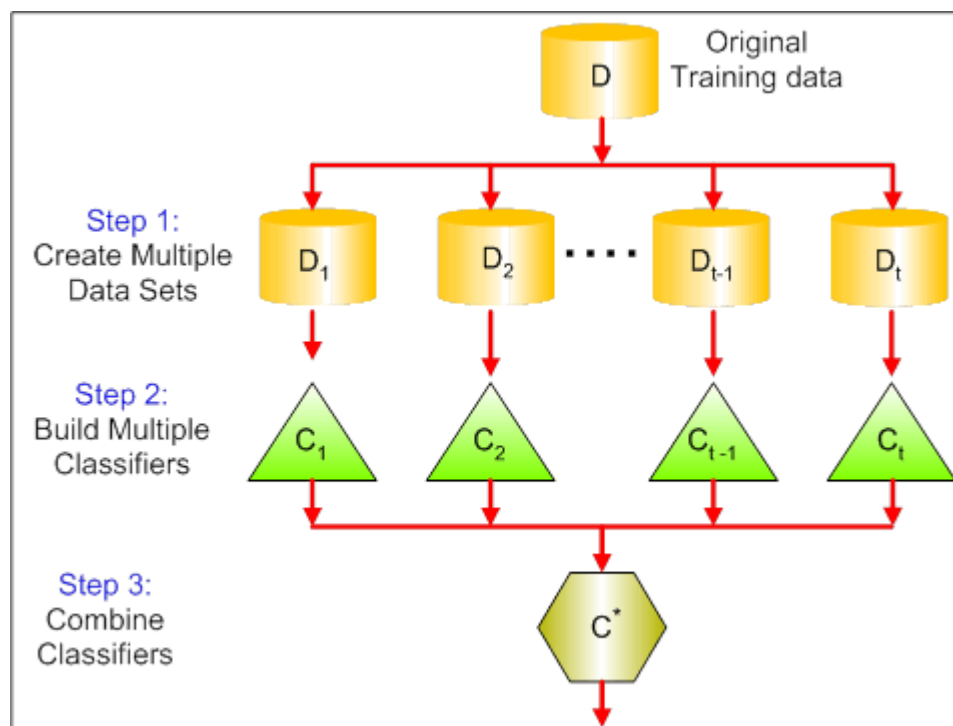 D
Original
Training data
Step 1:
Create Multiple
Data Sets
D1
D2
....
Dt-1
Dt
Step 2:
Build Multiple
Classifiers
C1
C2
Ct-1
Ct
Step 3:
Combine
Classifiers
C*